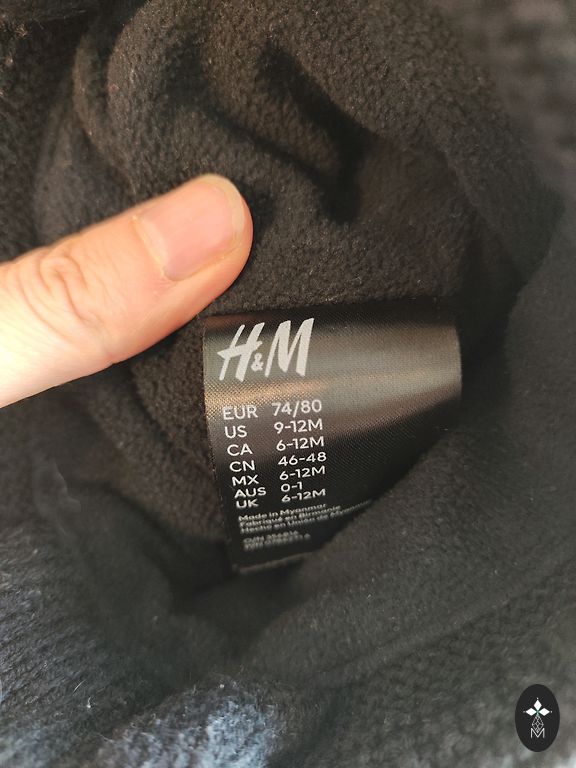 H&M
EUR 74/80
US 9-12M
CA 6-12M
CN 46-48
MX 6-12M
AUS 0-1
UK 6-12M
Made in Myanmar
Fabriqué en Birmanie
Hecho en Unión de
M